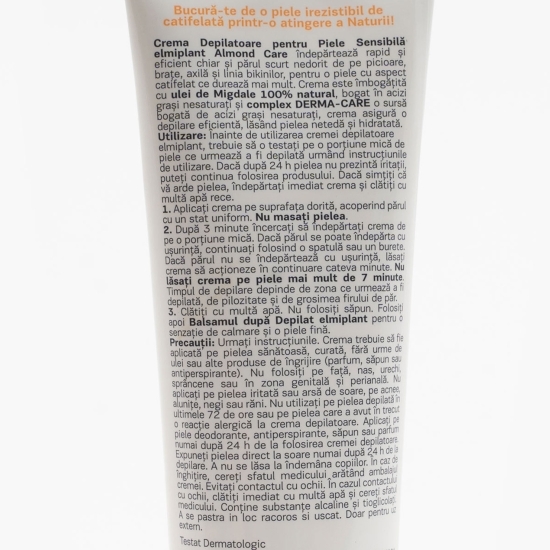 Bucură-te de o piele irezistibil de
catifelată printr-o atingere a Naturii!
Crema Depilatoare pentru Piele Sensibilă
elmiplant Almond Care îndepărtează rapid și
eficient chiar și părul scurt nedorit de pe picioare,
brațe, axilă și linia bikinilor, pentru o piele cu aspect
catifelat ce durează mai mult. Crema este îmbogățită
cu ulei de Migdale 100% natural, bogat în acizi
grași nesaturați și complex DERMA-CARE o sursă
bogată de acizi grași nesaturați, crema asigură o
depilare eficientă, lăsând pielea netedă și hidratată.
Utilizare: Înainte de utilizarea cremei depilatoare
elmiplant, trebuie să o testați pe o porțiune mică de
piele ce urmează a fi depilată urmând instrucțiunile
de utilizare. Dacă după 24 h pielea nu prezintă iritații,
puteți continua folosirea produsului. Dacă simțiți că
vă arde pielea, îndepărtați imediat crema și clătiți cu
multă apă rece.
1. Aplicați crema pe suprafața dorită, acoperind părul
cu un stat uniform. Nu masați pielea.
2. După 3 minute încercați să îndepărtați crema de
pe o porțiune mică. Dacă părul se poate îndepărta cu
ușurință, continuați folosind o spatulă sau un burete.
Dacă părul nu se îndepărtează cu ușurință, lăsați
crema să acționeze în continuare cateva minute. Nu
lăsați crema pe piele mai mult de 7 minute.
Timpul de depilare depinde de zona ce urmează a fi
depilată, de pilozitate și de grosimea firului de păr.
3. Clătiți cu multă apă. Nu folosiți săpun. Folosiți
apoi Balsamul după Depilat elmiplant pentru o
senzație de calmare și o piele fină.
Precauții: Urmați instrucțiunile. Crema trebuie să fie
aplicată pe pielea sănătoasă, curată, fără urme de
ulei sau alte produse de îngrijire (parfum, săpun sau
antiperspirante). Nu folosiți pe față, nas, urechi,
sprâncene sau în zona genitală și perianală. Nu
aplicați pe pielea iritată sau arsă de soare, pe acnee,
alunițe, negi sau răni. Nu utilizați pe pielea depilată în
ultimele 72 de ore sau pe pielea care a avut în trecut
o reacție alergică la creme depilatoare. Aplicați pe
piele deodorante, antiperspirante, săpun sau parfum
numai după 24 h de la folosirea cremei depilatoare.
Expuneți pielea direct la soare numai după 24 h de la
depilare. A nu se lăsa la îndemâna copiilor. În caz de
înghițire, cereți sfatul medicului arătând ambalajul
cremei. Evitați contactul cu ochii. În cazul contactului
cu ochii, clătiți imediat cu multă apă și cereți sfatul
medicului. Conține substanțe alcaline și tioglicolați.
A se pastra in loc racoros si uscat. Doar pentru uz
extern.
Testat Dermatologic